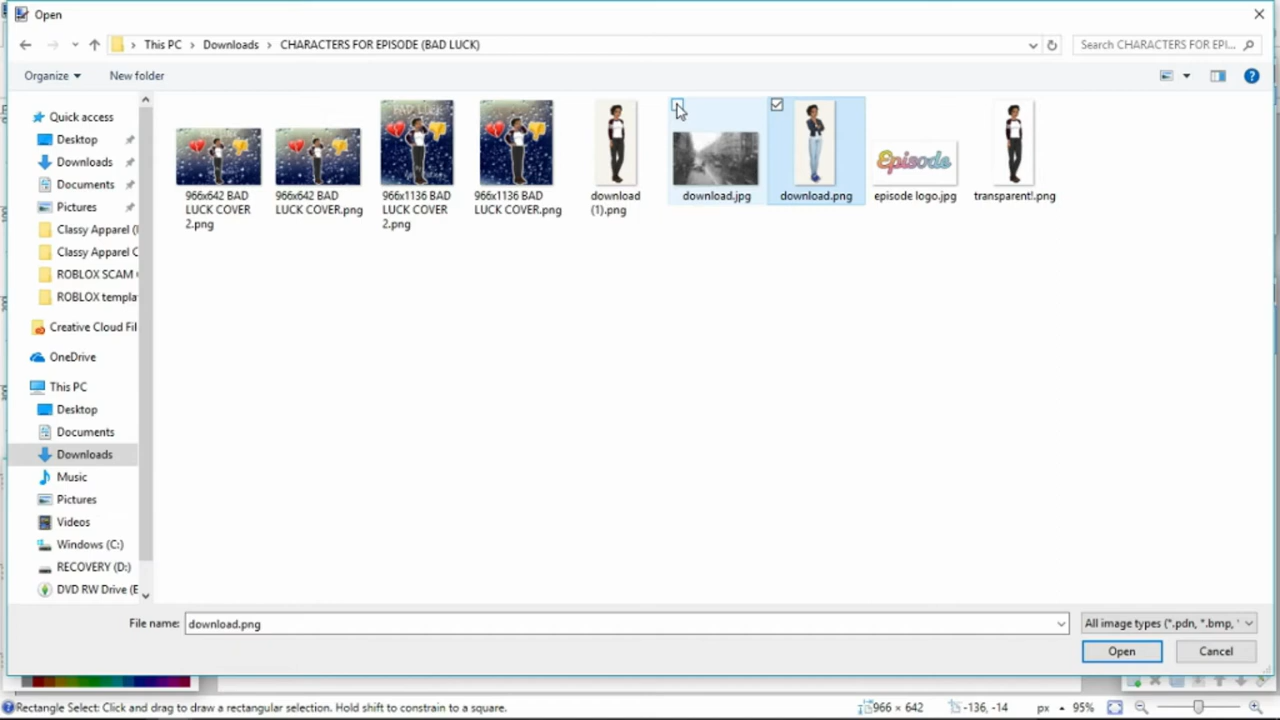 Open
This PC > Downloads > CHARACTERS FOR EPISODE (BAD LUCK)
Search CHARACTERS FOR EPI...
Organize
New folder
Quick access
Desktop
Downloads
Documents
Pictures
Classy Apparel (
Classy Apparel C
ROBLOX SCAM
ROBLOX templa
Creative Cloud Fil
OneDrive
This PC
Desktop
Documents
Downloads
Music
Pictures
Videos
Windows (C:)
RECOVERY (D:)
DVD RW Drive (E
BAD LUCK
Episode
966x642 BAD
LUCK COVER
2.png
966x642 BAD
LUCK COVER.png
966x1136 BAD
LUCK COVER
2.png
966x1136 BAD
LUCK COVER.png
download
(1).png
download.jpg
download.png
episode logo.jpg
transparent!.png
File name:
download.png
All image types (*.pdn, *.bmp, 
Open
Cancel
Rectangle Select: Click and drag to draw a rectangular selection. Hold shift to constrain to a square.
966 × 642
-136, -14
px
95%